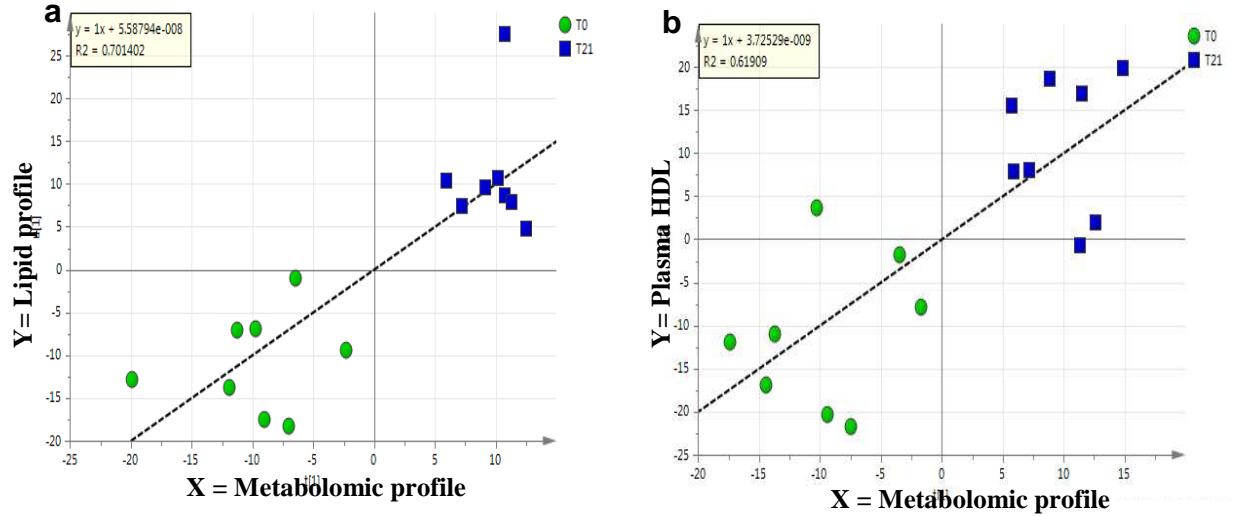 a
y = 1x + 5.58794e-008
R2 = 0.701402
T0
T21
25
20
15
10
5
0
-5
-10
-15
-20
-25
-20
-15
-10
-5
0
5
10
Y= Lipid profile
t[1]
X = Metabolomic profile
b
y = 1x + 3.72529e-009
R2 = 0.61909
T0
T21
20
15
10
5
0
-5
-10
-15
-20
-25
-20
-15
-10
-5
0
5
10
15
Y= Plasma HDL
t[1]
X = Metabolomic profile